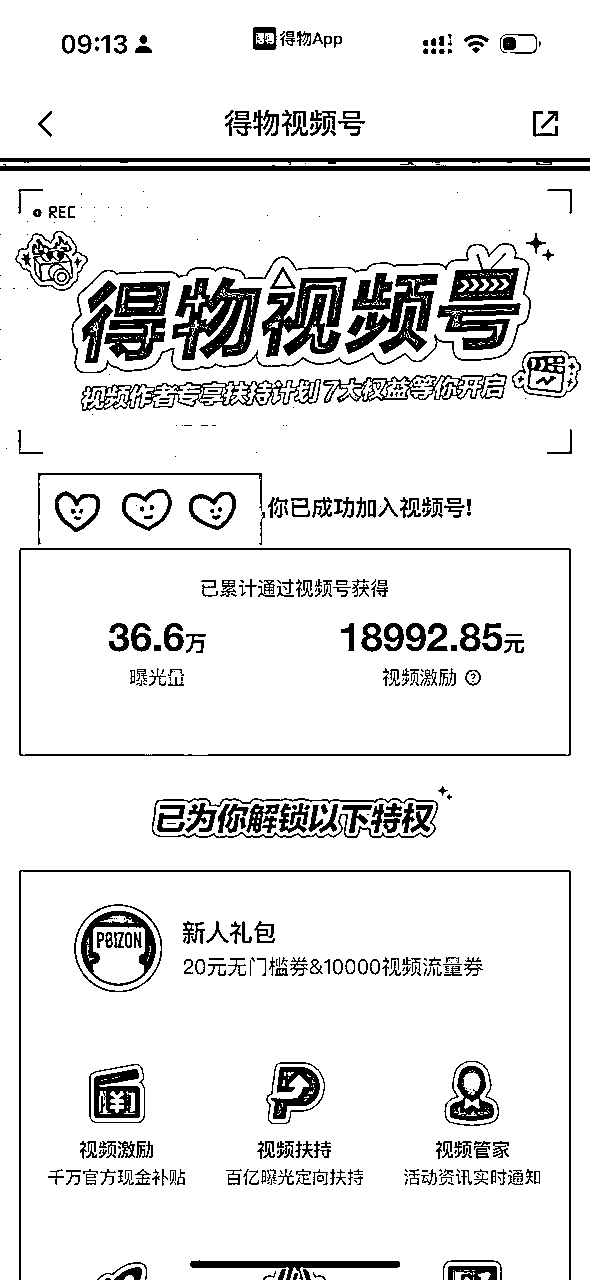 09:13
得物App
得物视频号
REC
得物视频号
视频作者专享扶持计划 7大权益等你开启
,你已成功加入视频号!
已累计通过视频号获得
36.6万
18992.85元
曝光量
视频激励 ?
已为你解锁以下特权
POIZON
新人礼包
20元无门槛券&10000视频流量券
视频激励
视频扶持
视频管家
千万官方现金补贴
百亿曝光定向扶持
活动资讯实时通知